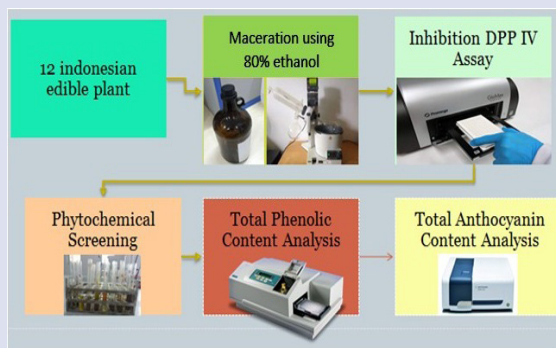 12 indonesian
edible plant
Maceration using
80% ethanol
Inhibition DPP IV
Assay
Phytochemical
Screening
Total Phenolic
Content Analysis
Total Anthocyanin
Content Analysis